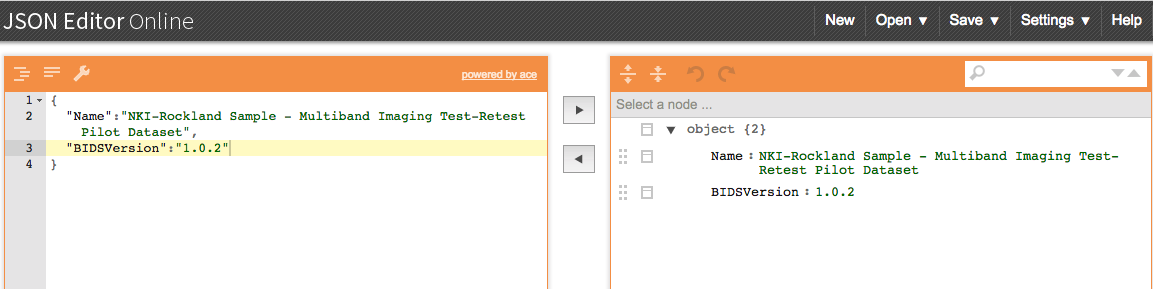 JSON Editor Online
New Open ▼ Save ▼ Settings ▼ Help
powered by ace
1 {
2 "Name":"NKI-Rockland Sample - Multiband Imaging Test-Retest
Pilot Dataset",
3 "BIDSVersion":"1.0.2"
4 }
Select a node ...
▼ object {2}
Name : NKI-Rockland Sample - Multiband Imaging Test-
Retest Pilot Dataset
BIDSVersion : 1.0.2